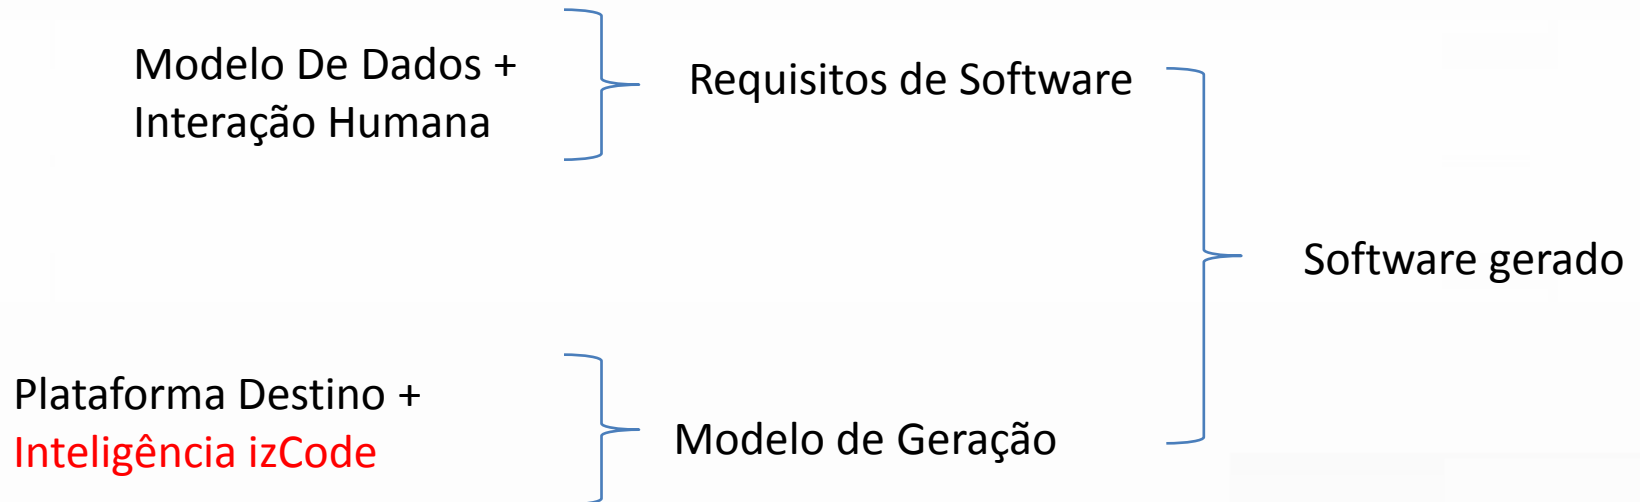 Modelo De Dados +
Interação Humana
Requisitos de Software
Software gerado
Plataforma Destino +
Inteligência izCode
Modelo de Geração